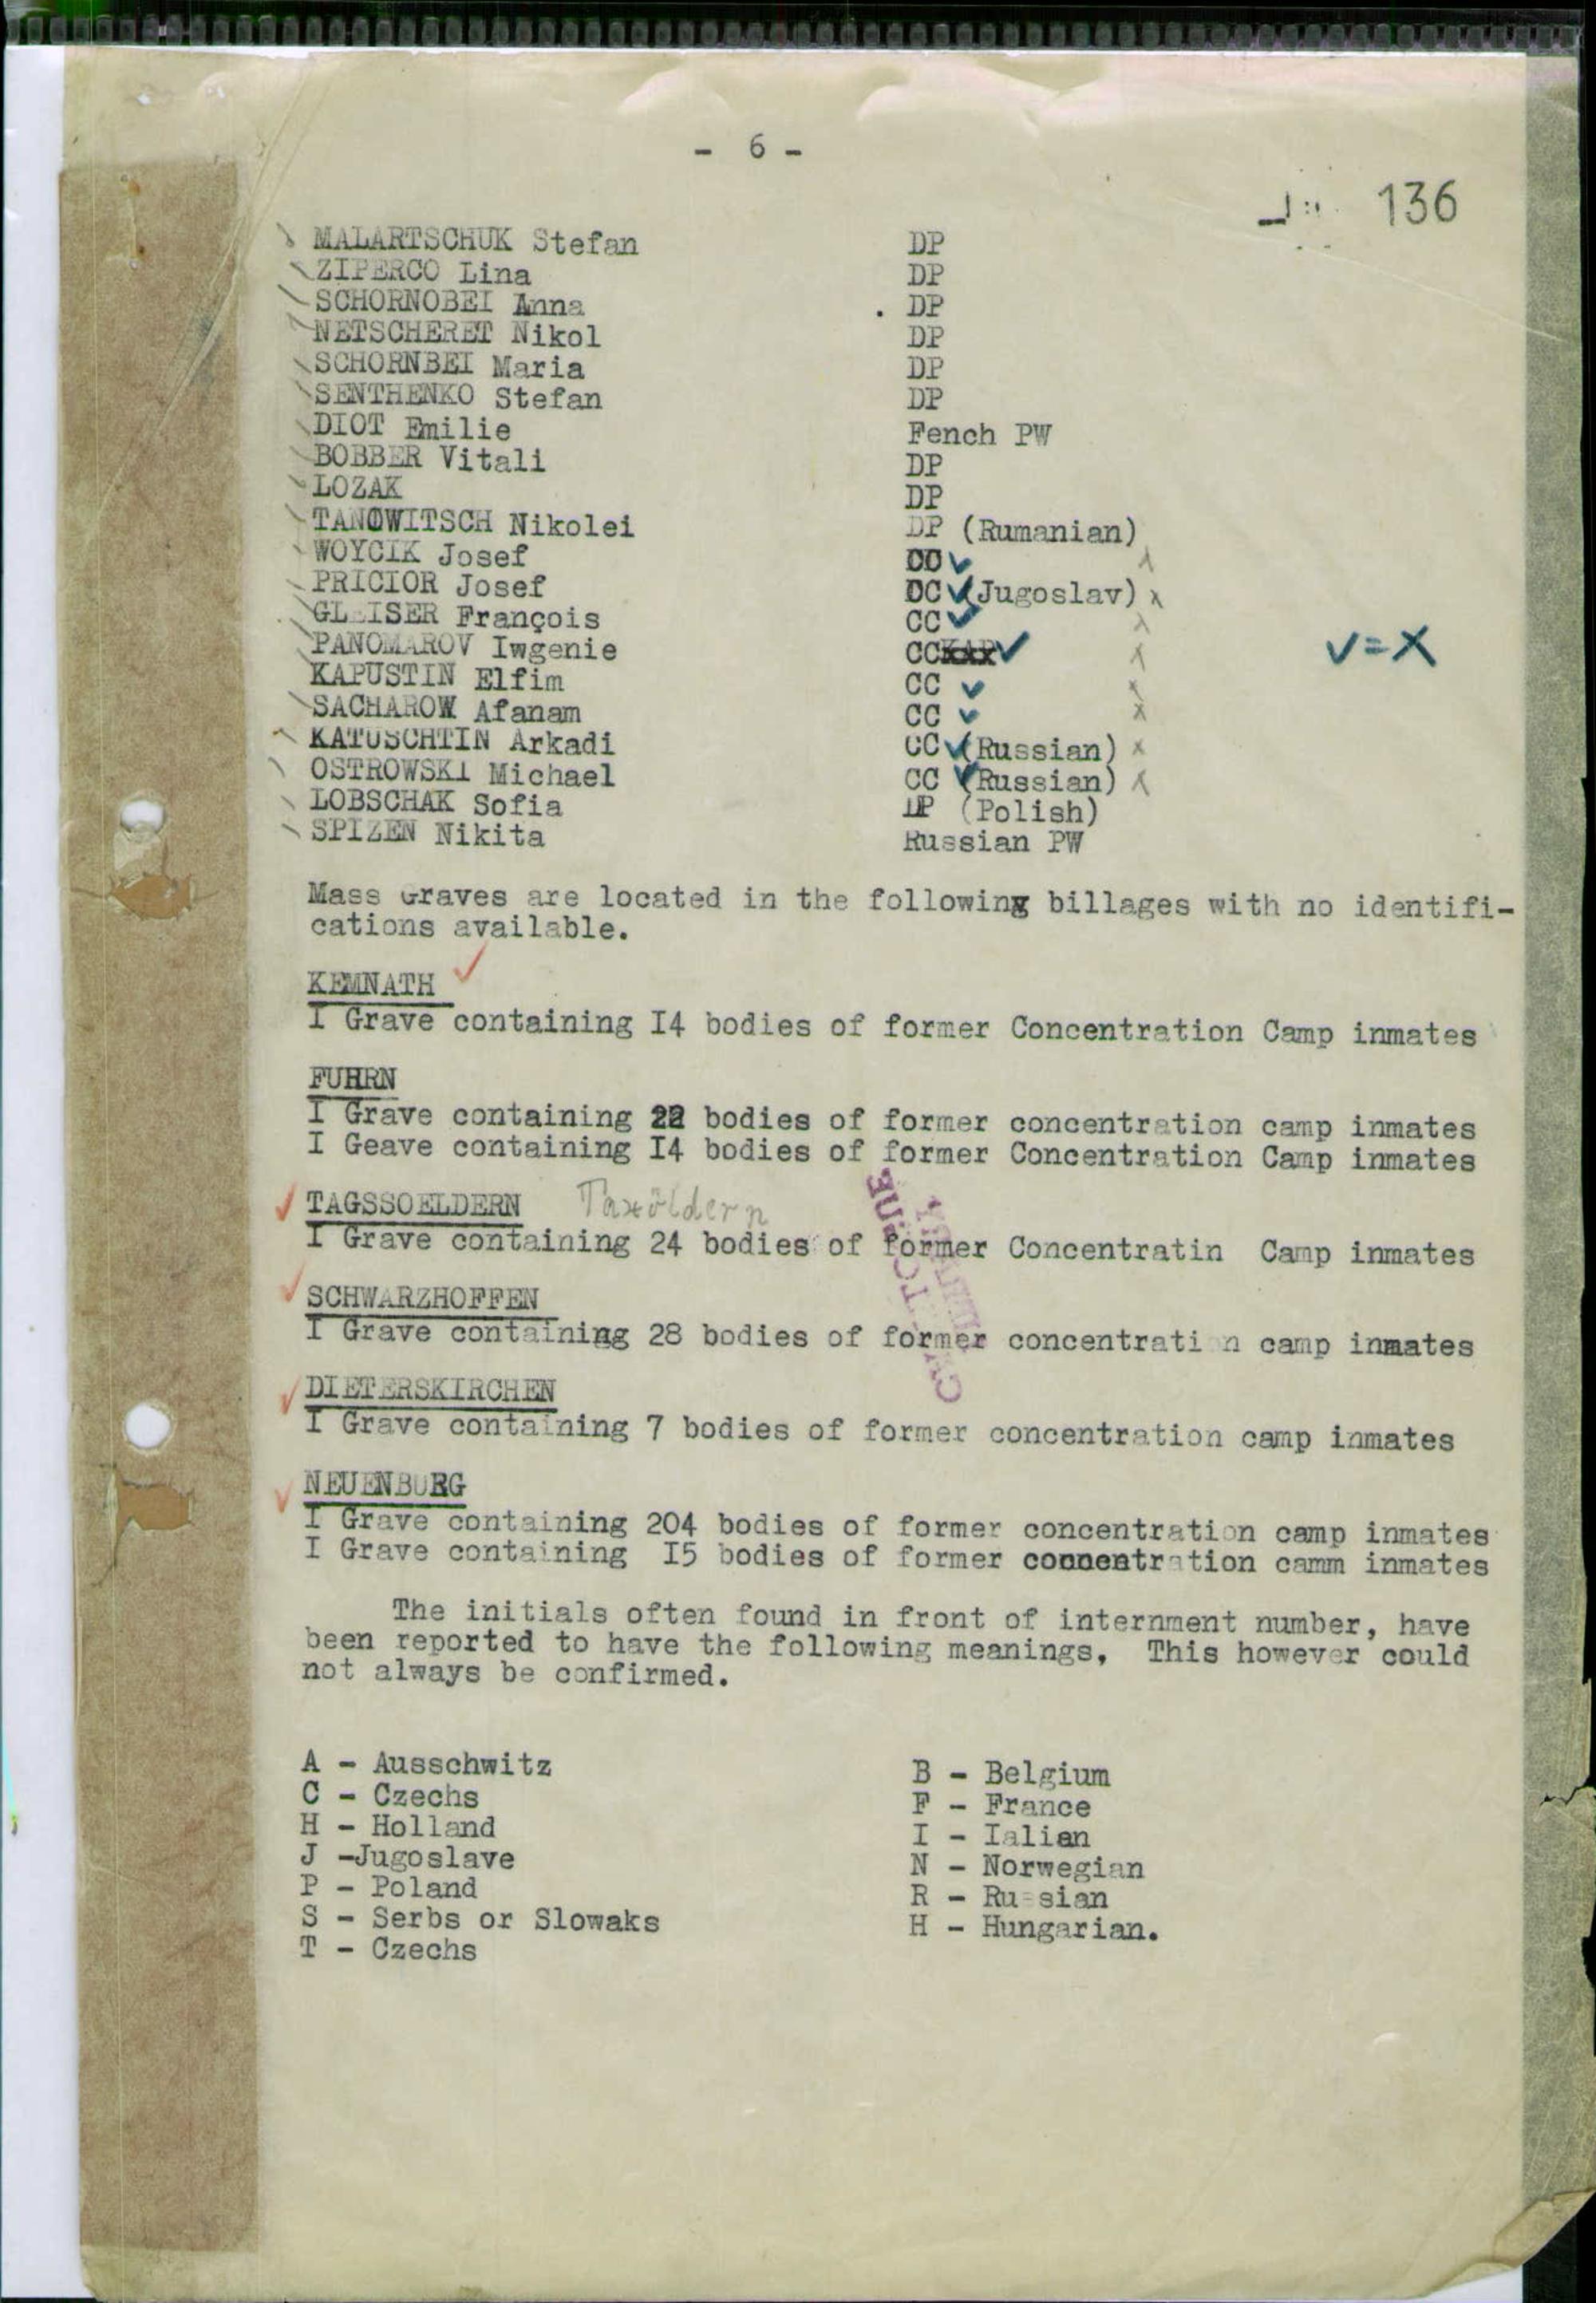 - 6 -
136
MALARTSCHUK Stefan DP
ZIPERCO Lina DP
SCHORNOBEI Anna . DP
NETSCHERET Nikol DP
SCHORNBEI Maria DP
SENTHENKO Stefan DP
DIOT Emilie Fench PW
BOBBER Vitali DP
LOZAK DP
TANOWITSCH Nikolei DP (Rumanian)
WOYCIK Josef CC ✓ x
PRICIOR Josef CC ✓ (Jugoslav) x
GLEISER François CC ✓ x
PANOMAROV Iwgenie CC ✓ x
v = X
KAPUSTIN Elfim CC ✓ x
SACHAROW Afanam CC ✓ x
KATUSCHTIN Arkadi CC ✓ (Russian) x
OSTROWSKI Michael CC ✓ (Russian) x
LOBSCHAK Sofia DP (Polish)
SPIZEN Nikita Russian PW
Mass Graves are located in the following billages with no identifi-
cations available.
KEMNATH ✓
I Grave containing I4 bodies of former Concentration Camp inmates
FUHRN
I Grave containing 22 bodies of former concentration camp inmates
I Geave containing I4 bodies of former Concentration Camp inmates
✓ TAGSSOELDERN Taxöldern
I Grave containing 24 bodies of former Concentratin Camp inmates
✓ SCHWARZHOFFEN
I Grave containing 28 bodies of former concentration camp inmates
✓ DIETERSKIRCHEN
I Grave containing 7 bodies of former concentration camp inmates
✓ NEUENBURG
I Grave containing 204 bodies of former concentration camp inmates
I Grave containing I5 bodies of former connentration camm inmates
The initials often found in front of internment number, have
been reported to have the following meanings, This however could
not always be confirmed.
A - Ausschwitz B - Belgium
C - Czechs F - France
H - Holland I - Ialien
J -Jugoslave N - Norwegian
P - Poland R - Russian
S - Serbs or Slowaks H - Hungarian.
T - Czechs